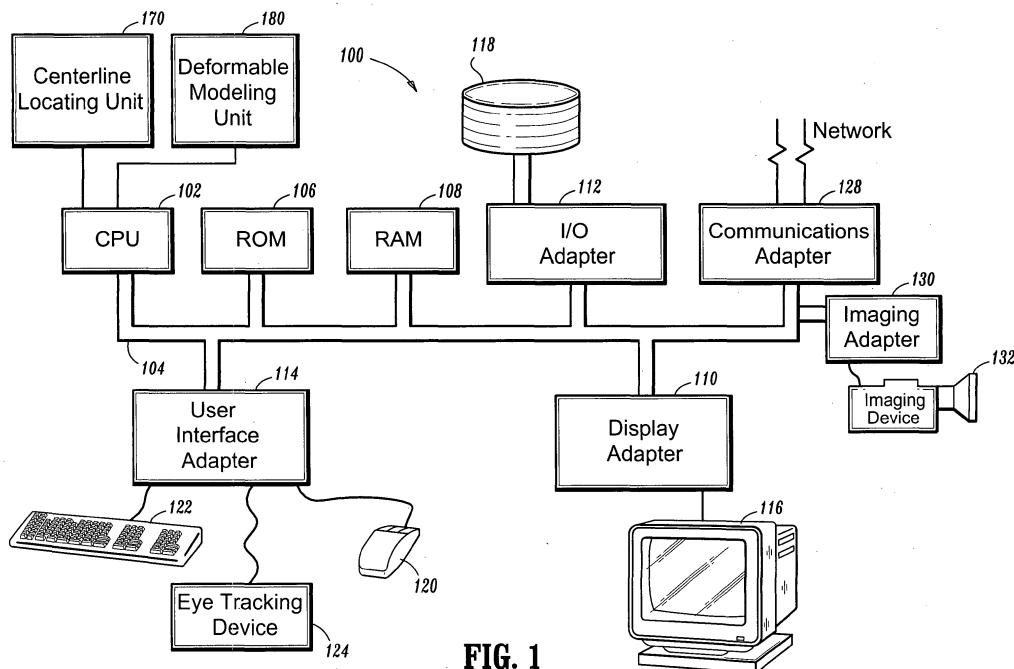 170
180
Centerline
Locating Unit
Deformable
Modeling
Unit
100
118
Network
102
106
108
112
128
CPU
ROM
RAM
I/O
Adapter
Communications
Adapter
130
Imaging
Adapter
132
Imaging
Device
104
114
110
User
Interface
Adapter
Display
Adapter
122
116
120
Eye Tracking
Device
124
FIG. 1